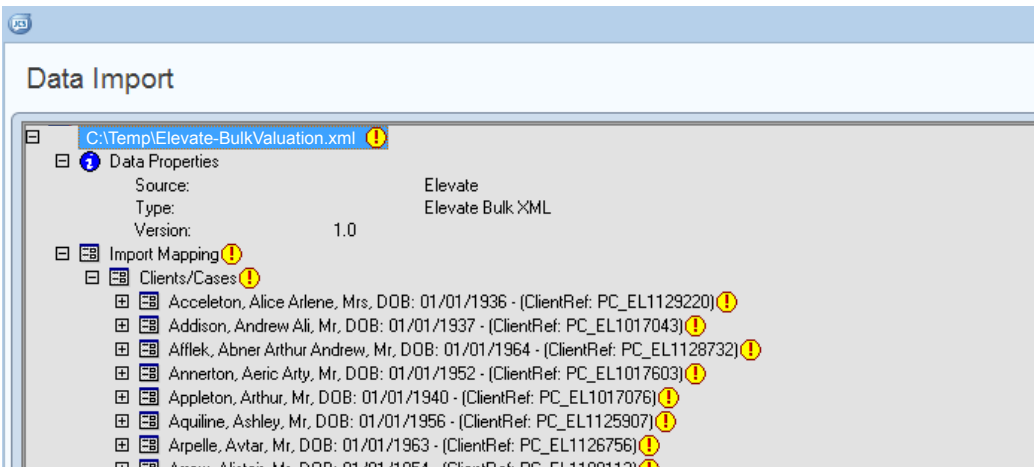 JCS
Data Import
C:\Temp\Elevate-BulkValuation.xml
Data Properties
Source: Elevate
Type: Elevate Bulk XML
Version: 1.0
Import Mapping
Clients/Cases
Acceleton, Alice Arlene, Mrs, DOB: 01/01/1936 - (ClientRef: PC_EL1129220)
Addison, Andrew Ali, Mr, DOB: 01/01/1937 - (ClientRef: PC_EL1017043)
Afflek, Abner Arthur Andrew, Mr, DOB: 01/01/1964 - (ClientRef: PC_EL1128732)
Annerton, Aeric Arty, Mr, DOB: 01/01/1952 - (ClientRef: PC_EL1017603)
Appleton, Arthur, Mr, DOB: 01/01/1940 - (ClientRef: PC_EL1017076)
Aquiline, Ashley, Mr, DOB: 01/01/1956 - (ClientRef: PC_EL1125907)
Arpelle, Avtar, Mr, DOB: 01/01/1963 - (ClientRef: PC_EL1126756)